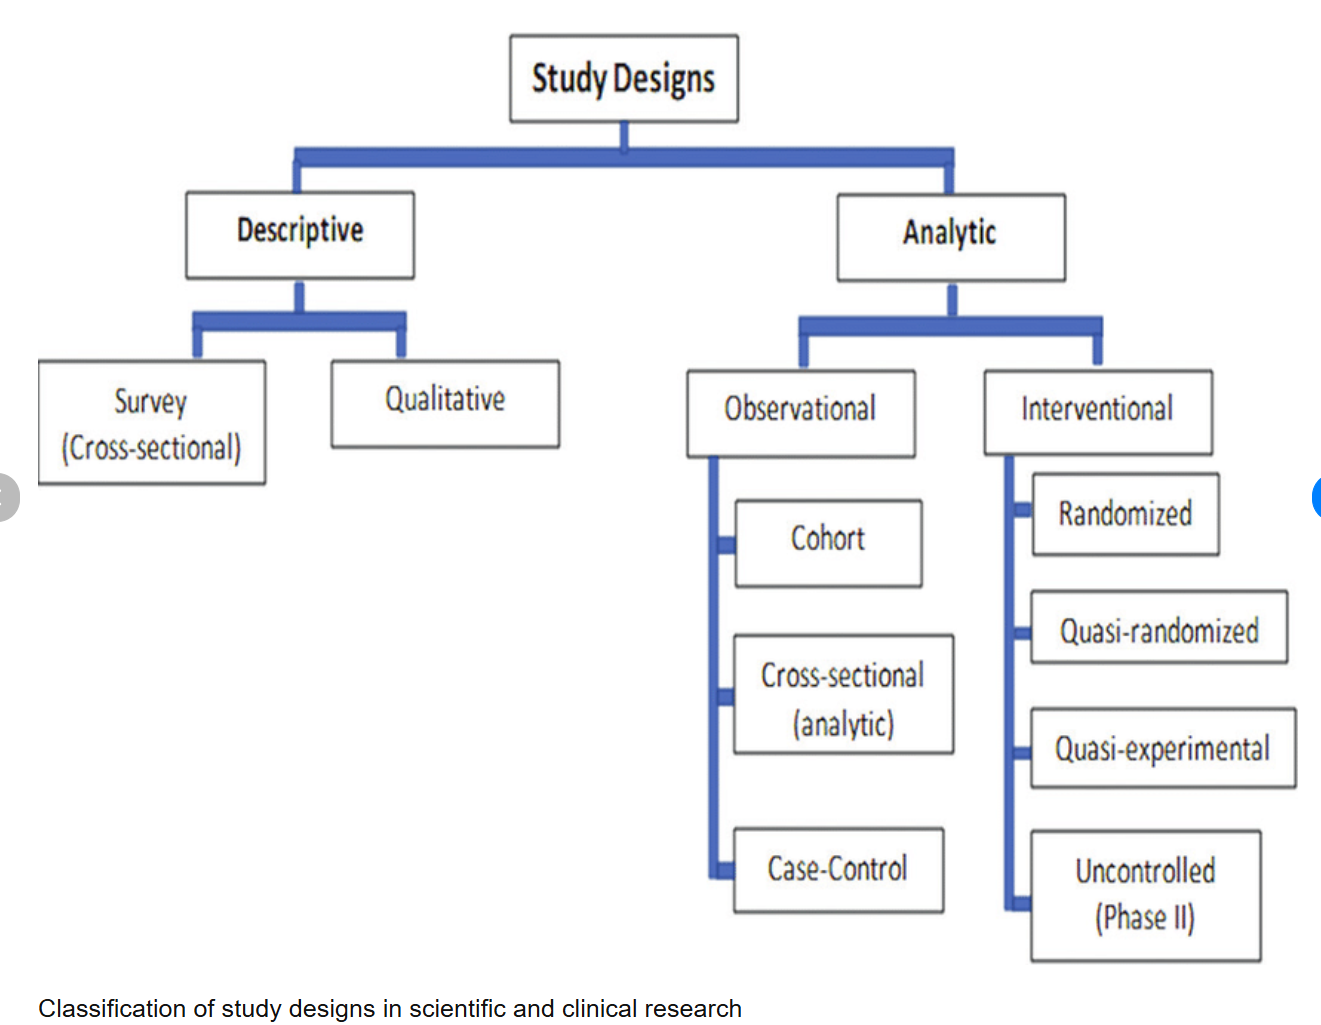 Study Designs
Descriptive
Analytic
Survey
(Cross-sectional)
Qualitative
Observational
Interventional
Cohort
Cross-sectional
(analytic)
Case-Control
Randomized
Quasi-randomized
Quasi-experimental
Uncontrolled
(Phase II)
Classification of study designs in scientific and clinical research